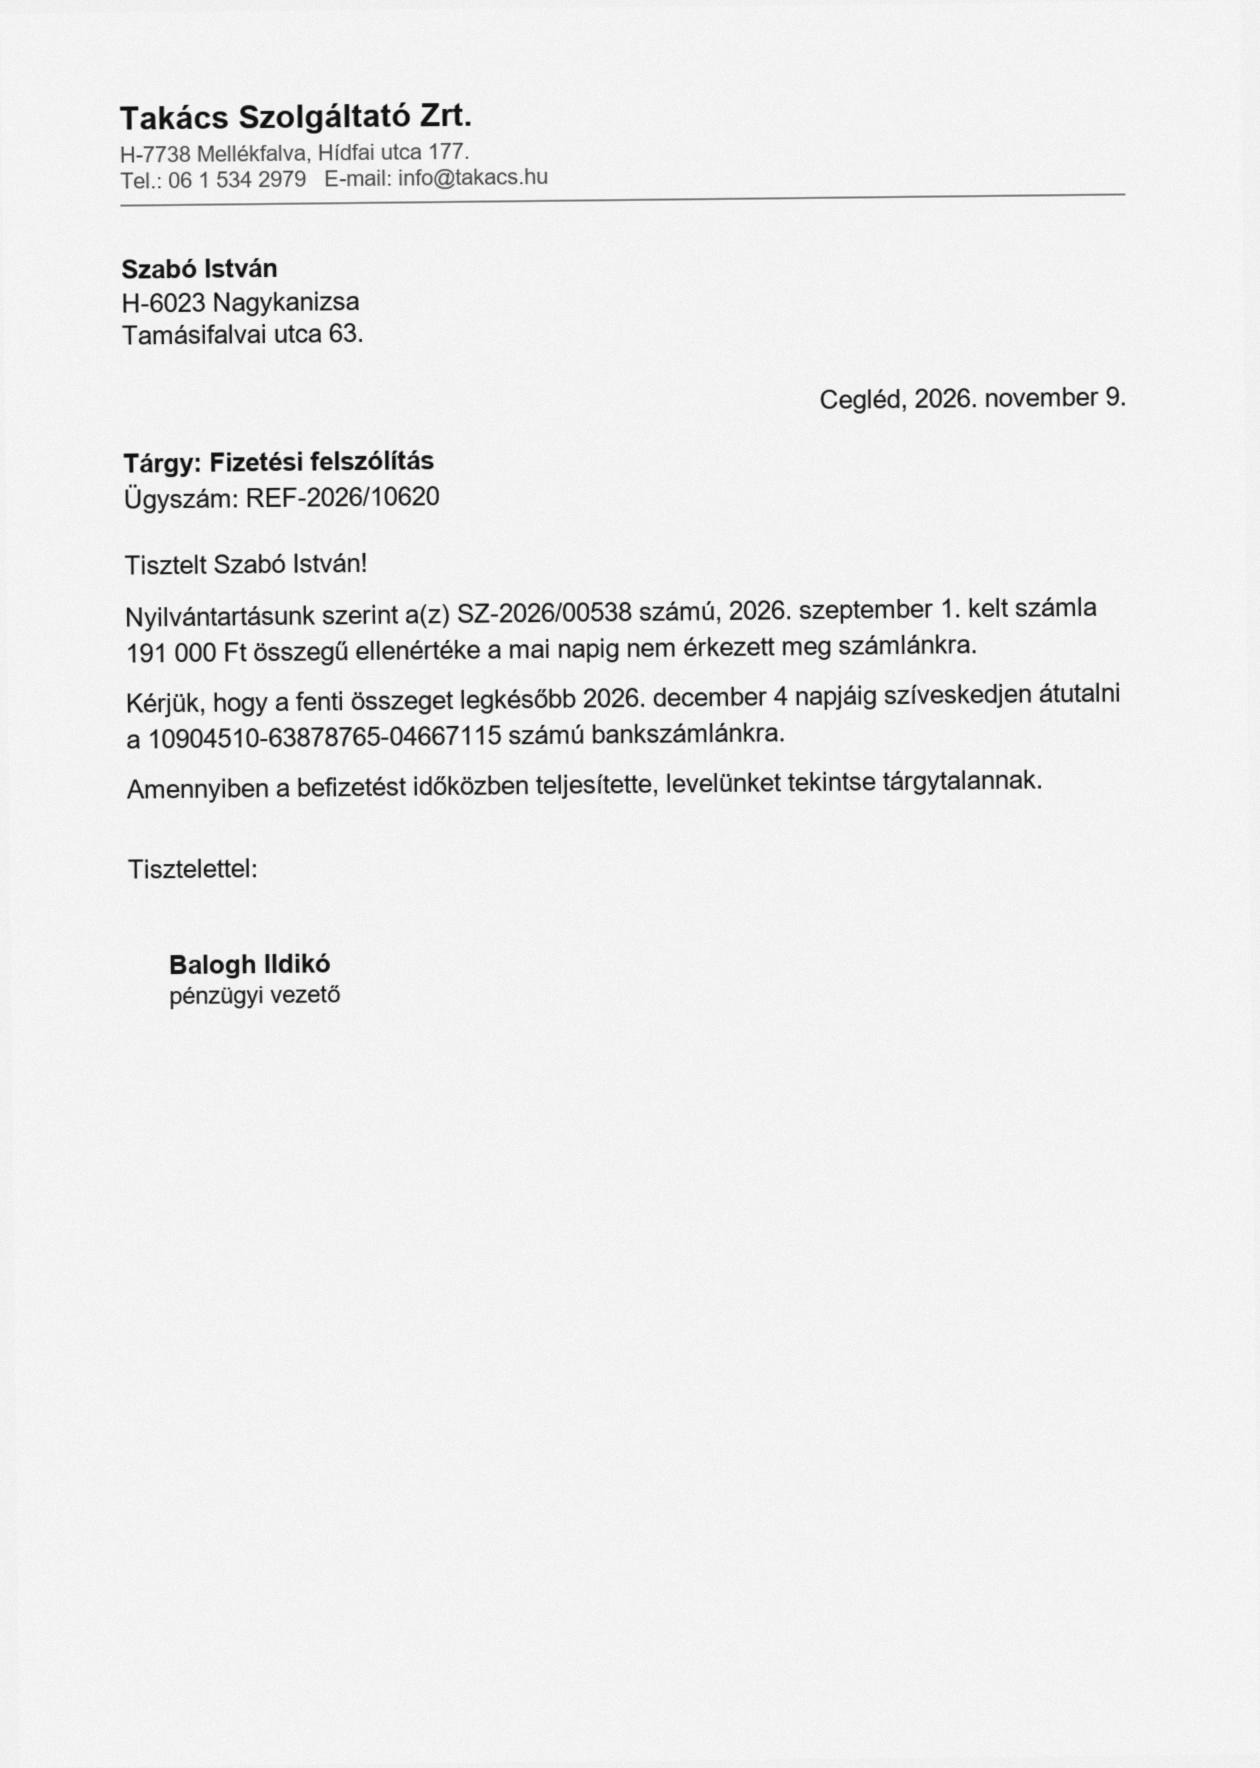 Takács Szolgáltató Zrt.
H-7738 Mellékfalva, Hídfai utca 177.
Tel.: 06 1 534 2979 E-mail: info@takacs.hu
Szabó István
H-6023 Nagykanizsa
Tamásifalvai utca 63.
Cegléd, 2026. november 9.
Tárgy: Fizetési felszólítás
Ügyszám: REF-2026/10620
Tisztelt Szabó István!
Nyilvántartásunk szerint a(z) SZ-2026/00538 számú, 2026. szeptember 1. kelt számla
191 000 Ft összegű ellenértéke a mai napig nem érkezett meg számlánkra.
Kérjük, hogy a fenti összeget legkésőbb 2026. december 4 napjáig szíveskedjen átutalni
a 10904510-63878765-04667115 számú bankszámlánkra.
Amennyiben a befizetést időközben teljesítette, levelünket tekintse tárgytalannak.
Tisztelettel:
Balogh Ildikó
pénzügyi vezető